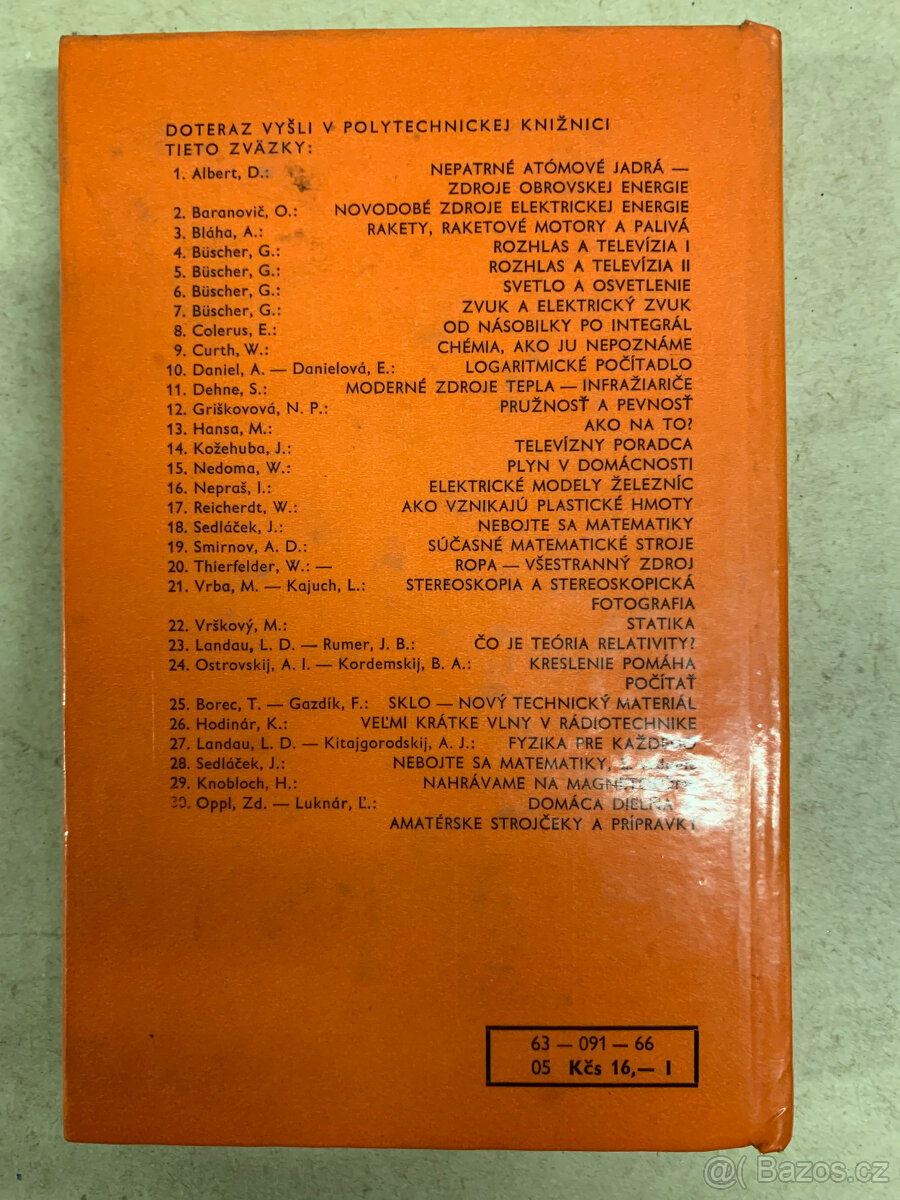 DOTERAZ VYŠLI V POLYTECHNICKEJ KNIŽNICI
TIETO ZVÄZKY:
1. Albert, D.: NEPATRNÉ ATÓMOVÉ JADRÁ —
ZDROJE OBROVSKEJ ENERGIE
2. Baranovič, O.: NOVODOBÉ ZDROJE ELEKTRICKEJ ENERGIE
3. Bláha, A.: RAKETY, RAKETOVÉ MOTORY A PALIVÁ
4. Büscher, G.: ROZHLAS A TELEVÍZIA I
5. Büscher, G.: ROZHLAS A TELEVÍZIA II
6. Büscher, G.: SVETLO A OSVETLENIE
7. Büscher, G.: ZVUK A ELEKTRICKÝ ZVUK
8. Colerus, E.: OD NÁSOBILKY PO INTEGRÁL
9. Curth, W.: CHÉMIA, AKO JU NEPOZNÁME
10. Daniel, A. — Danielová, E.: LOGARITMICKÉ POČÍTADLO
11. Dehne, S.: MODERNÉ ZDROJE TEPLA — INFRAŽIARIČE
12. Griškovová, N. P.: PRUŽNOSŤ A PEVNOSŤ
13. Hansa, M.: AKO NA TO?
14. Kožehuba, J.: TELEVÍZNY PORADCA
15. Nedoma, W.: PLYN V DOMÁCNOSTI
16. Nepraš, I.: ELEKTRICKÉ MODELY ŽELEZNÍC
17. Reicherdt, W.: AKO VZNIKAJÚ PLASTICKÉ HMOTY
18. Sedláček, J.: NEBOJTE SA MATEMATIKY
19. Smirnov, A. D.: SÚČASNÉ MATEMATICKÉ STROJE
20. Thierfelder, W.: — ROPA — VŠESTRANNÝ ZDROJ
21. Vrba, M. — Kajuch, L.: STEREOSKOPIA A STEREOSKOPICKÁ
FOTOGRAFIA
22. Vrškový, M.: STATIKA
23. Landau, L. D. — Rumer, J. B.: ČO JE TEÓRIA RELATIVITY?
24. Ostrovskij, A. I. — Kordemskij, B. A.: KRESLENIE POMÁHA
POČÍTAŤ
25. Borec, T. — Gazdík, F.: SKLO — NOVÝ TECHNICKÝ MATERIÁL
26. Hodinár, K.: VEĽMI KRÁTKE VLNY V RÁDIOTECHNIKE
27. Landau, L. D. — Kitajgorodskij, A. J.: FYZIKA PRE KAŽDÉHO
28. Sedláček, J.: NEBOJTE SA MATEMATIKY,
29. Knobloch, H.: NAHRÁVAME NA
30. Oppl, Zd. — Luknár, Ľ.: DOMÁCA DIELŇA
AMATÉRSKE STROJČEKY A PRÍPRAVKY
63 — 091 — 66
05 Kčs 16,— I
@ Bazos.cz